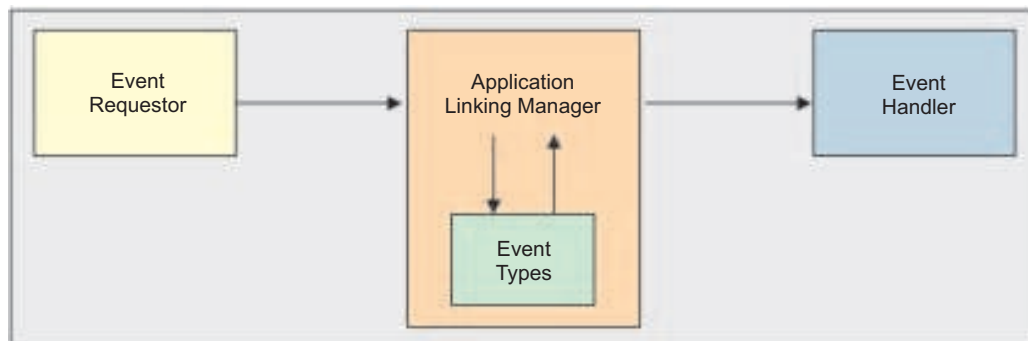 Event
Requestor
Application
Linking Manager
Event
Handler
Event
Types